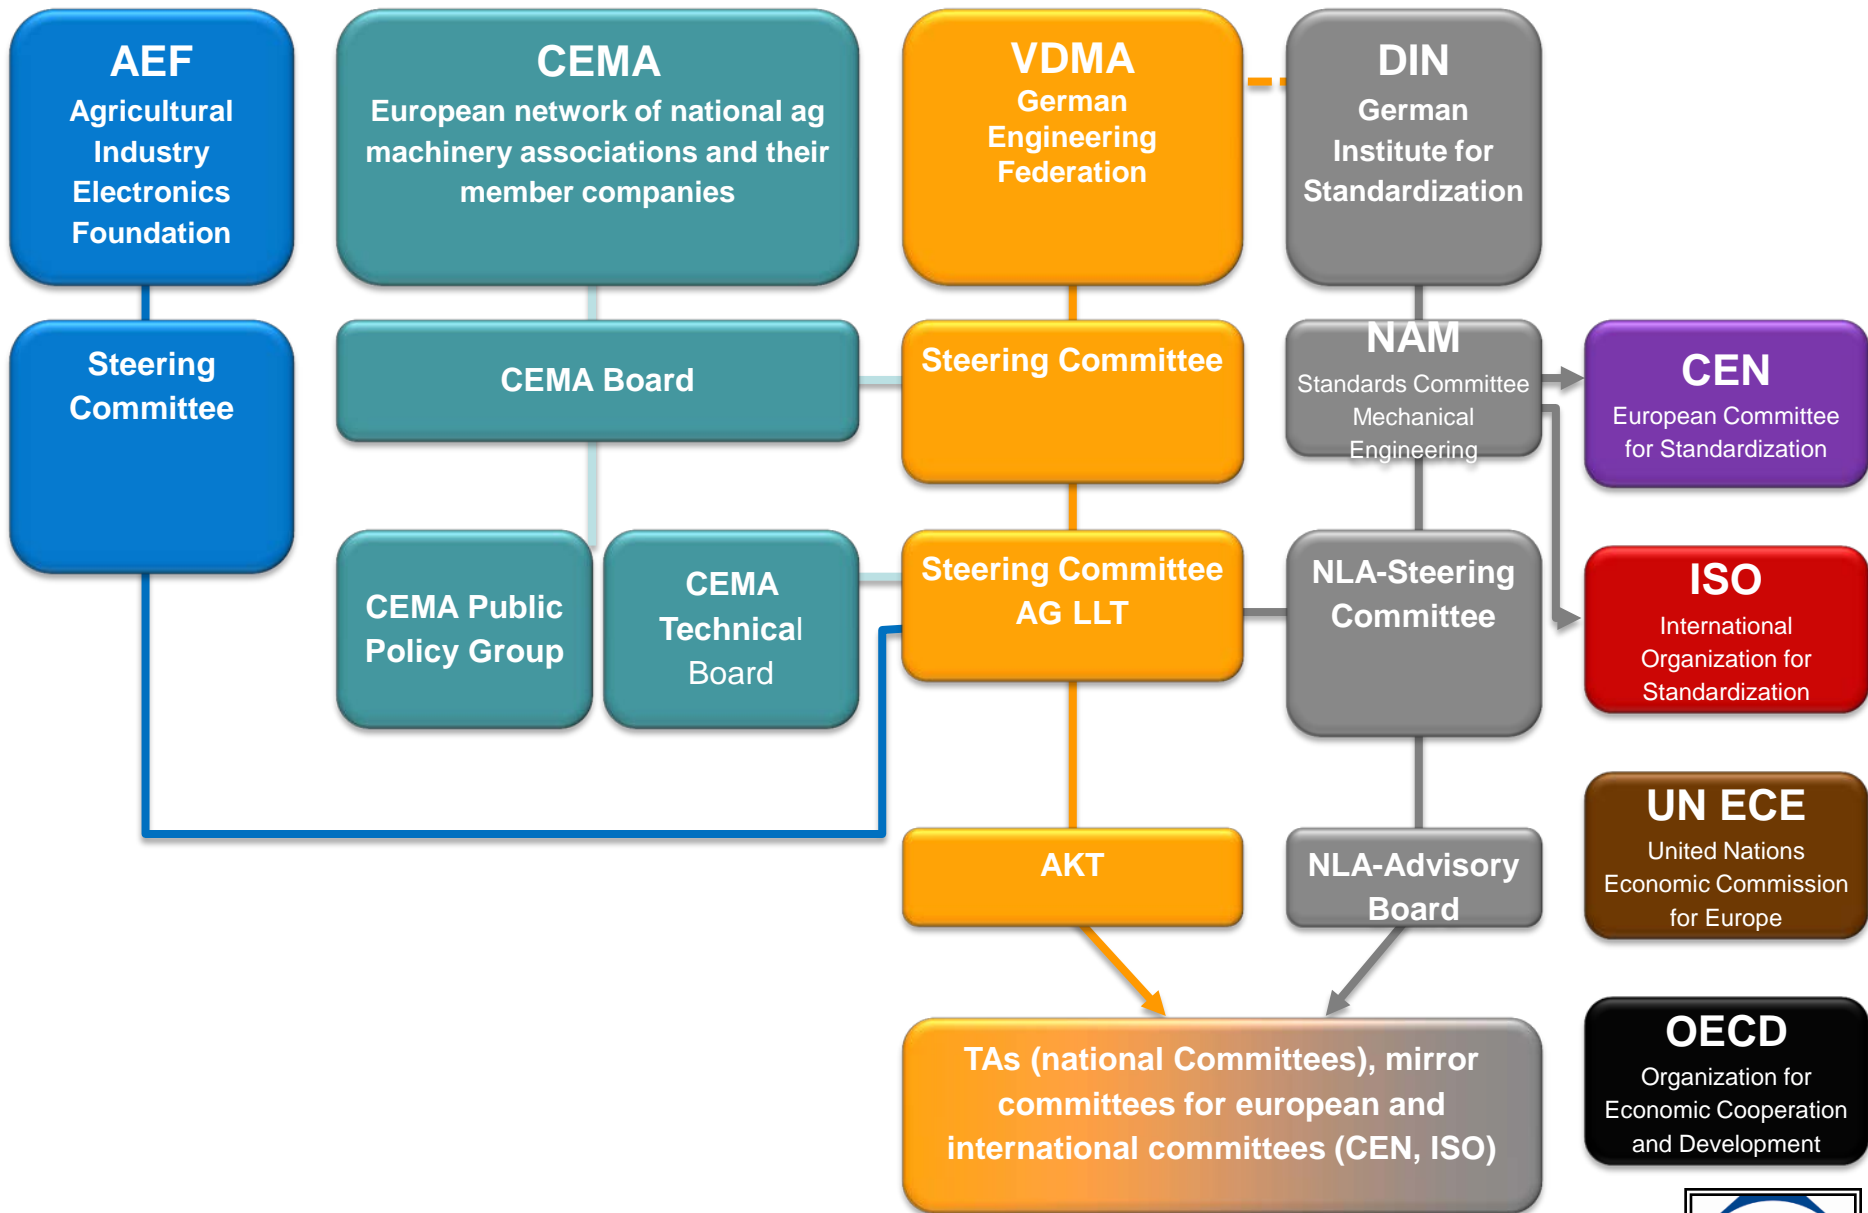 AEF
Agricultural
Industry
Electronics
Foundation
CEMA
European network of national ag
machinery associations and their
member companies
VDMA
German
Engineering
Federation
DIN
German
Institute for
Standardization
Steering
Committee
CEMA Board
Steering Committee
NAM
Standards Committee
Mechanical
Engineering
CEN
European Committee
for Standardization
CEMA Public
Policy Group
CEMA
Technical
Board
Steering Committee
AG LLT
NLA-Steering
Committee
ISO
International
Organization for
Standardization
AKT
NLA-Advisory
Board
UN ECE
United Nations
Economic Commission
for Europe
TAs (national Committees), mirror
committees for european and
international committees (CEN, ISO)
OECD
Organization for
Economic Cooperation
and Development